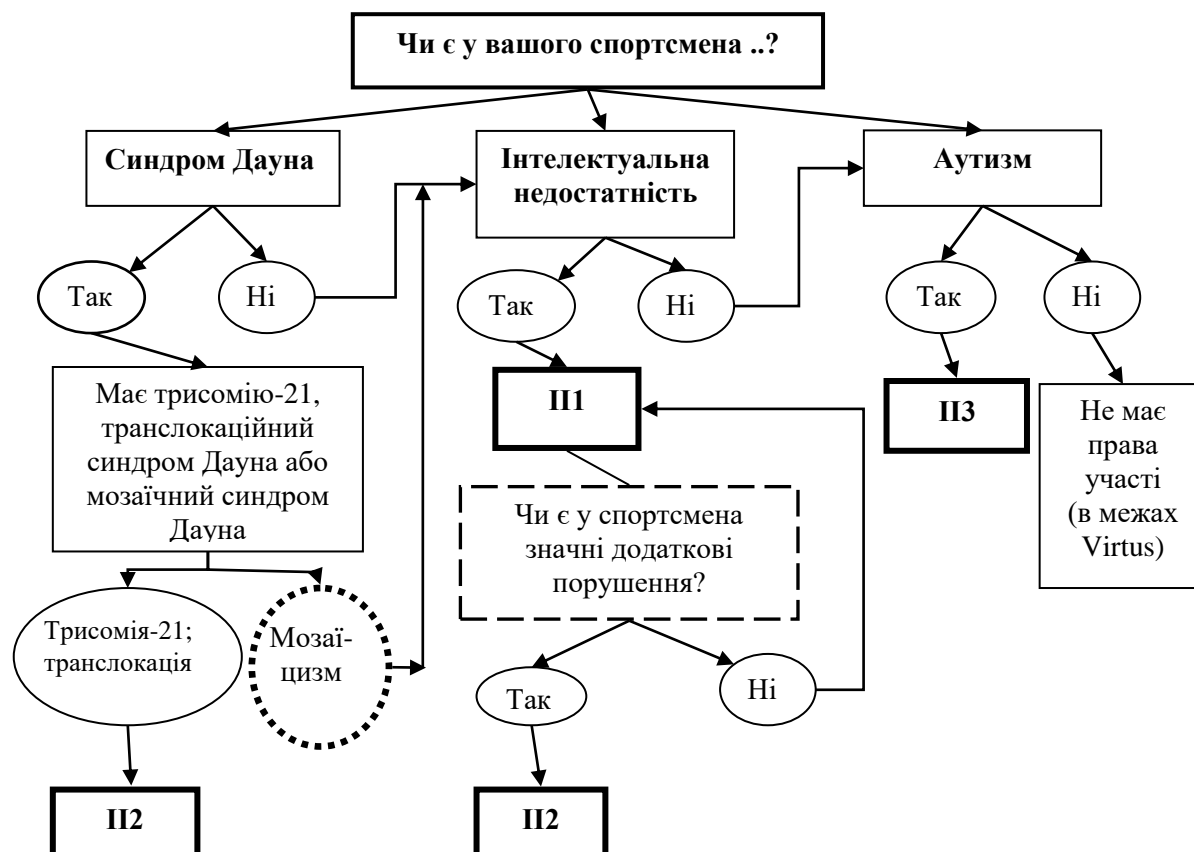 Чи є у вашого спортсмена ..?
Синдром Дауна
Інтелектуальна
недостатність
Аутизм
Так
Ні
Так
Ні
Так
Ні
Має трисомію-21,
транслокаційний
синдром Дауна або
мозаїчний синдром
Дауна
II1
II3
Не має
права
участі
(в межах
Virtus)
Чи є у спортсмена
значні додаткові
порушення?
Трисомія-21;
транслокація
Мозаї-
цизм
Так
Ні
II2
II2